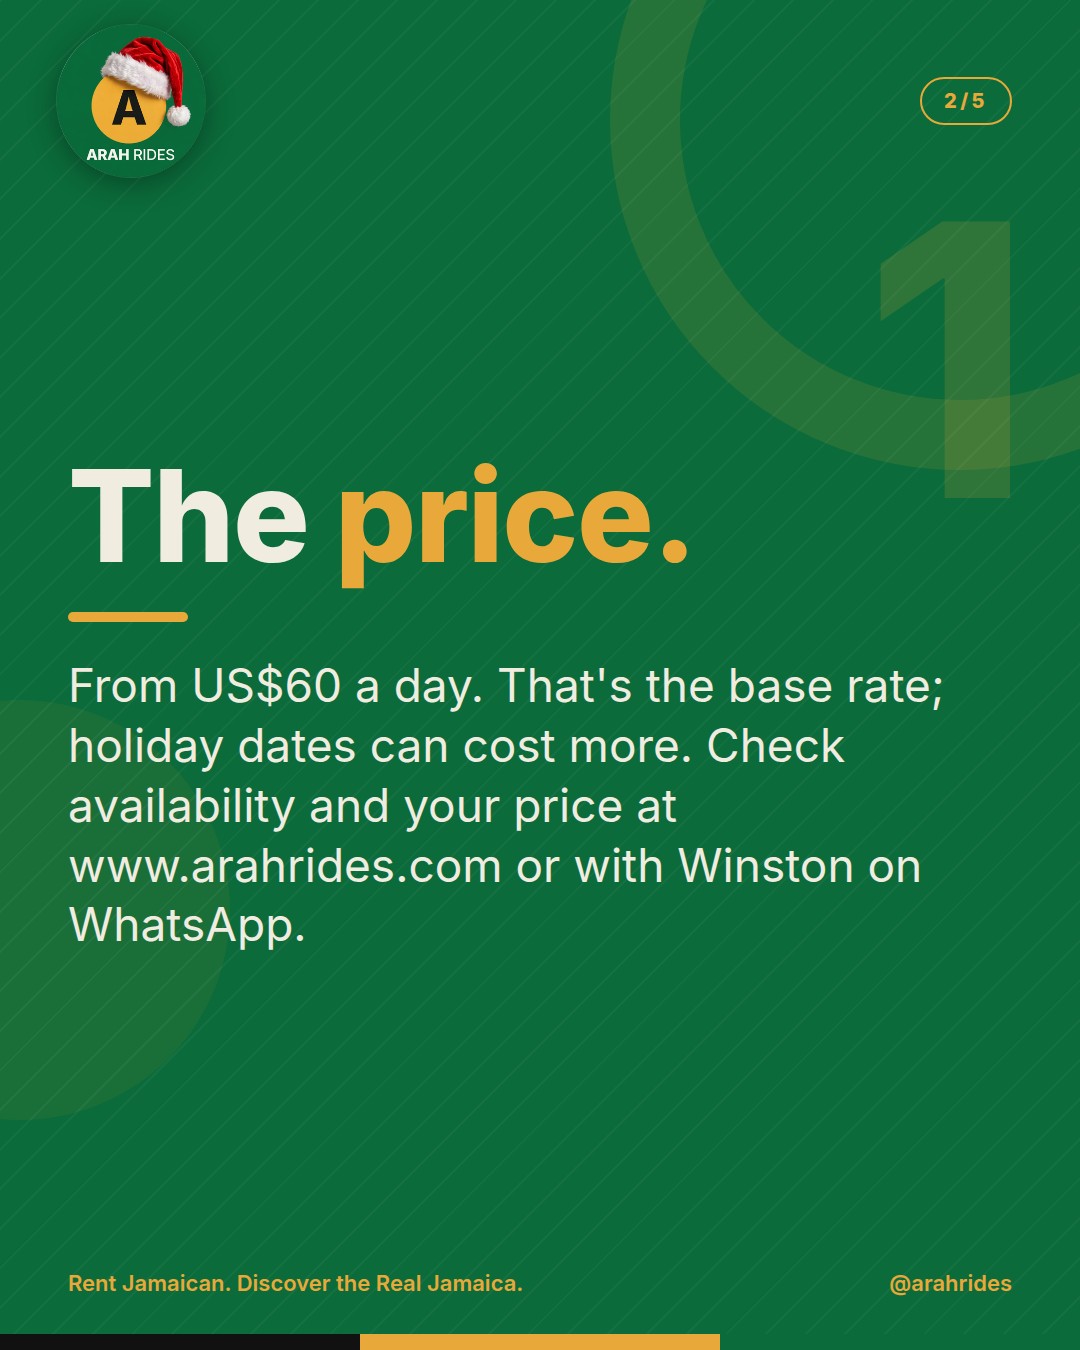 A
ARAH RIDES
2/5
1
The price.
From US$60 a day. That's the base rate;
holiday dates can cost more. Check
availability and your price at
www.arahrides.com or with Winston on
WhatsApp.
Rent Jamaican. Discover the Real Jamaica.
@arahrides